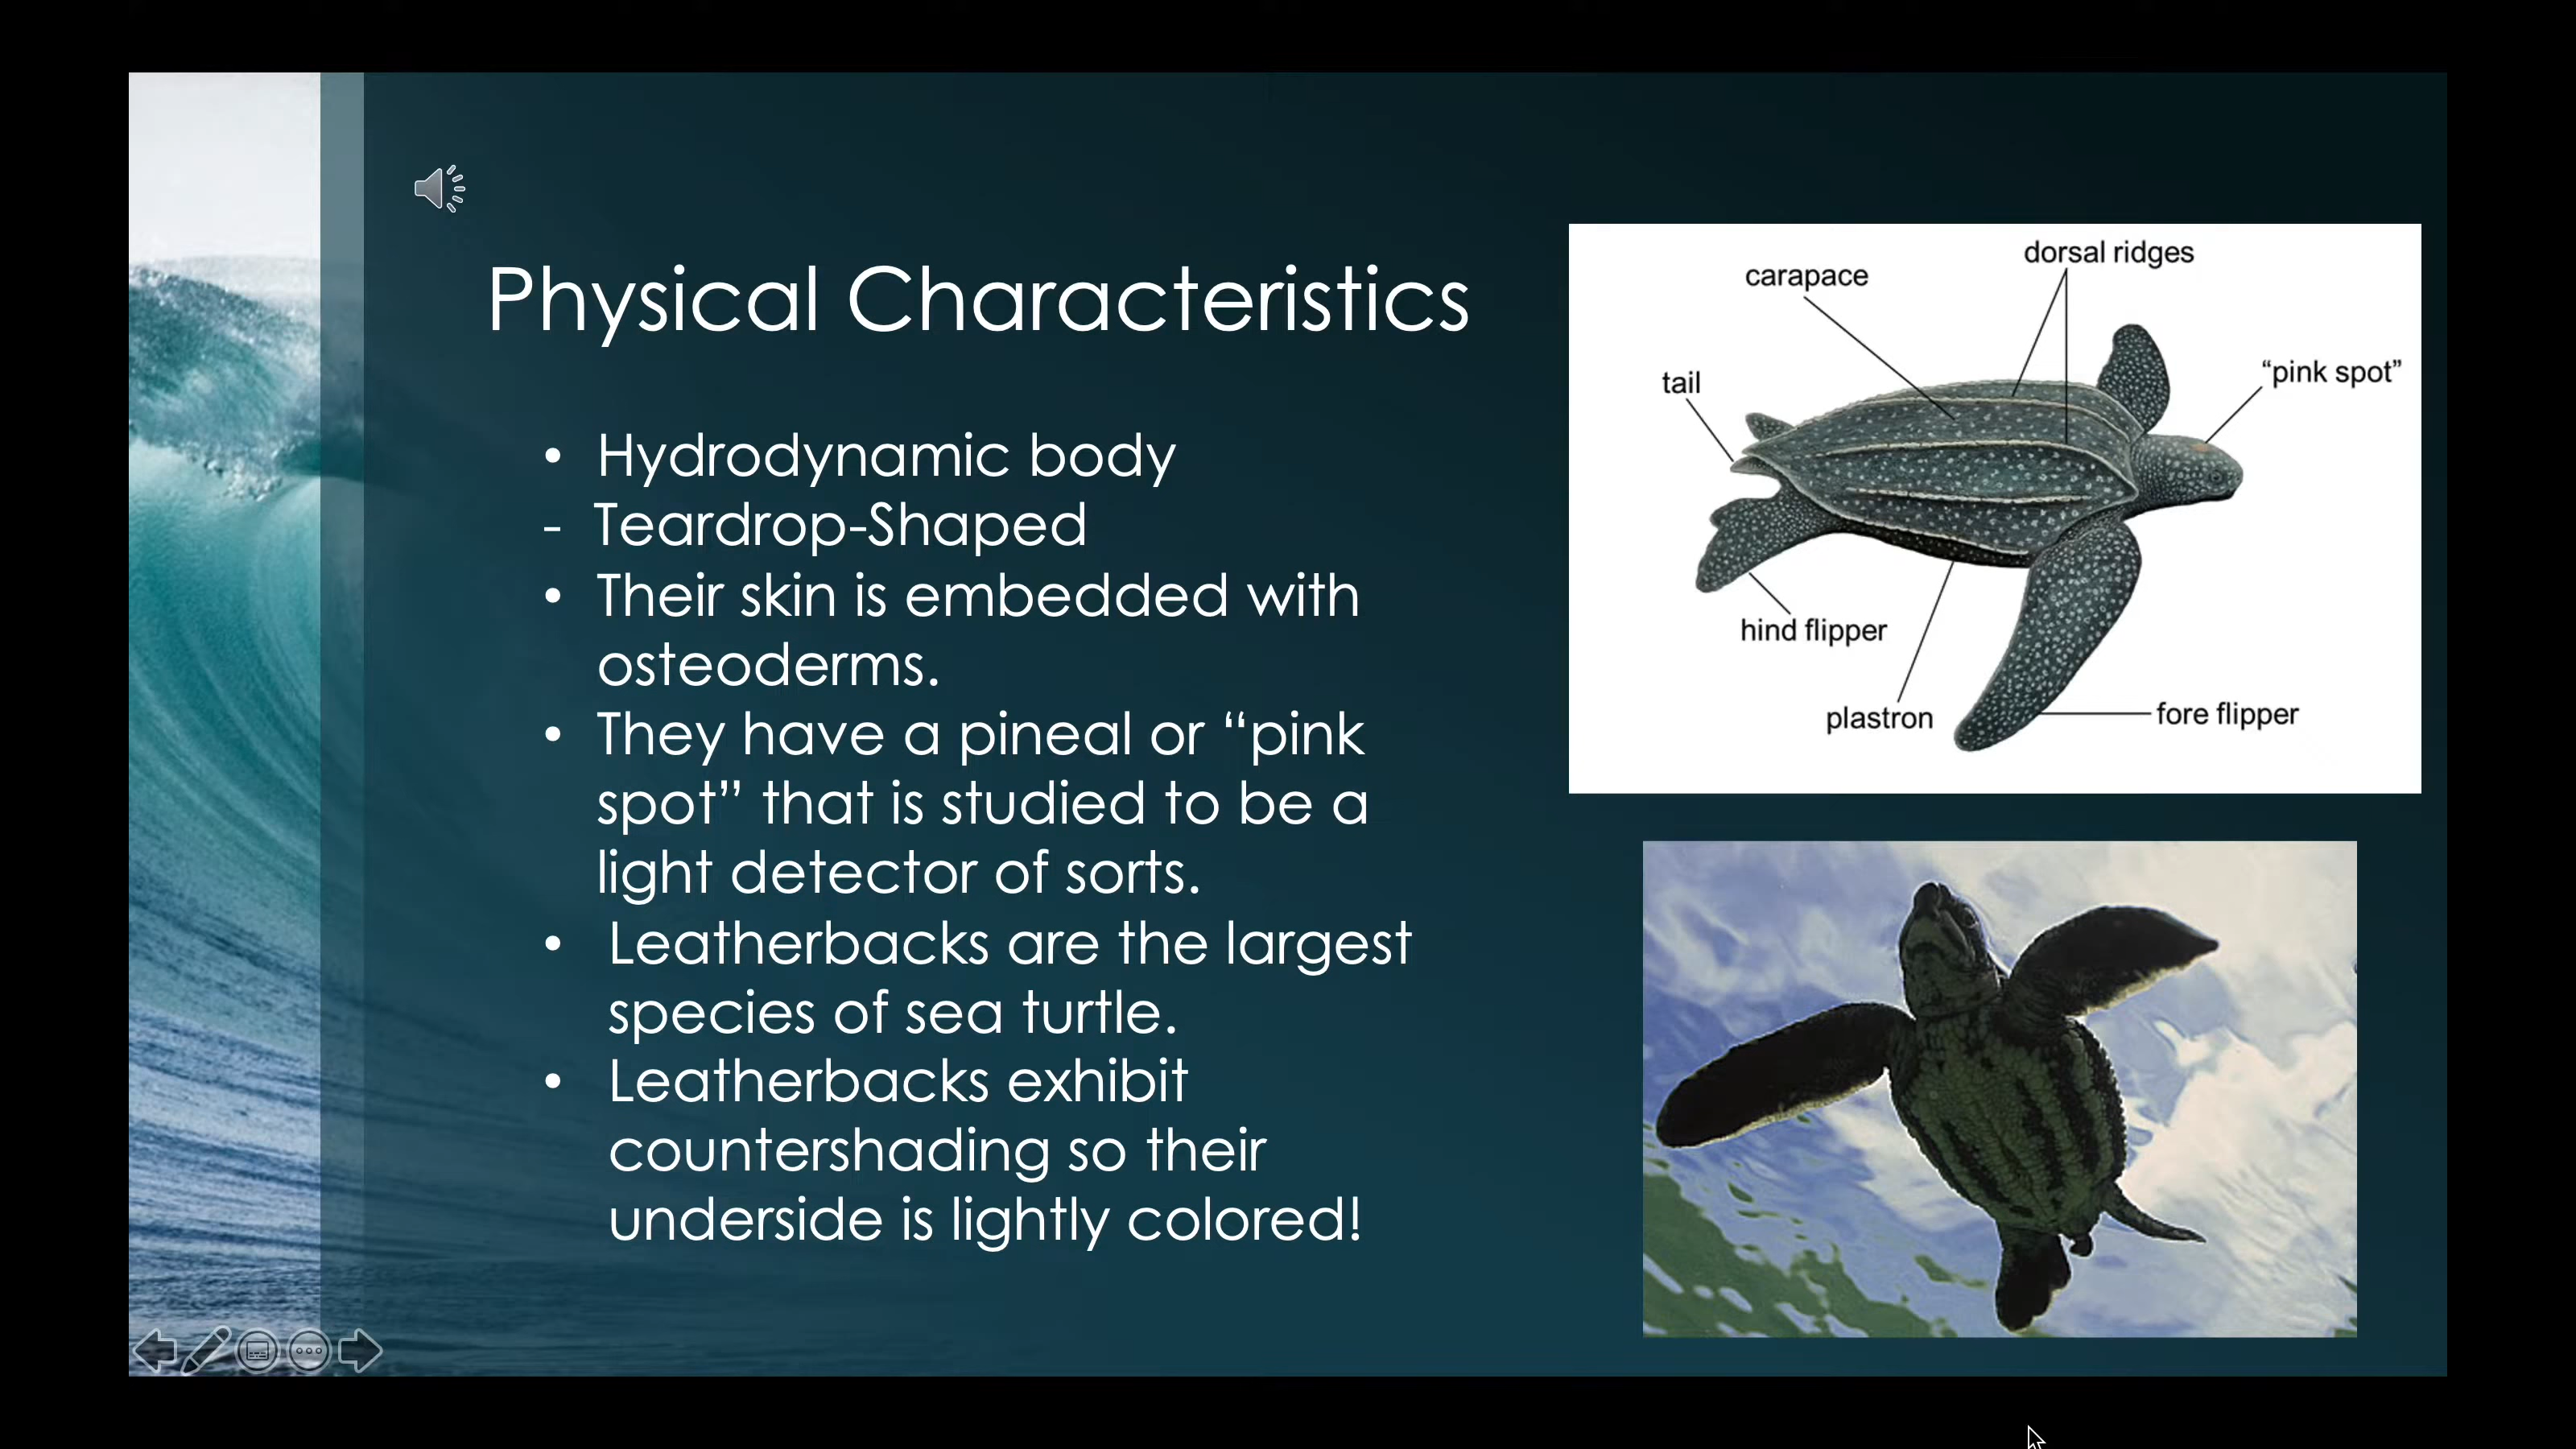 Physical Characteristics
• Hydrodynamic body
- Teardrop-Shaped
• Their skin is embedded with
osteoderms.
• They have a pineal or “pink
spot” that is studied to be a
light detector of sorts.
• Leatherbacks are the largest
species of sea turtle.
• Leatherbacks exhibit
countershading so their
underside is lightly colored!
dorsal ridges
carapace
“pink spot”
tail
hind flipper
plastron
fore flipper